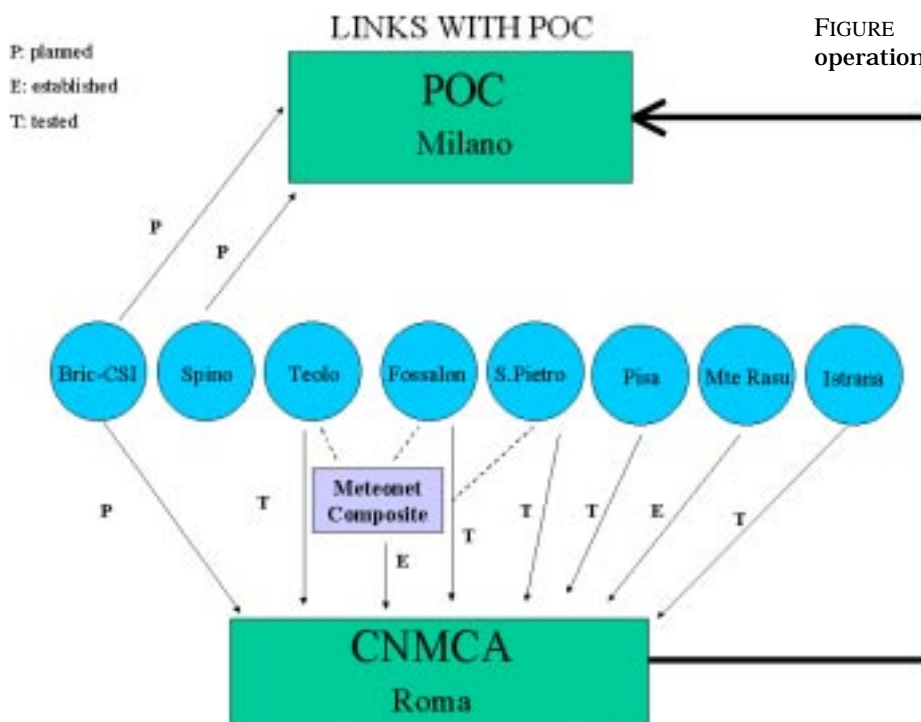 LINKS WITH POC
FIGURE
operation
P: planned
E: established
T: tested
POC
Milano
P
P
Bric-CSI
Spino
Teolo
Fossalon
S.Pietro
Pisa
Mte Rasu
Istrana
P
T
Meteonet
Composite
E
T
T
T
E
T
CNMCA
Roma